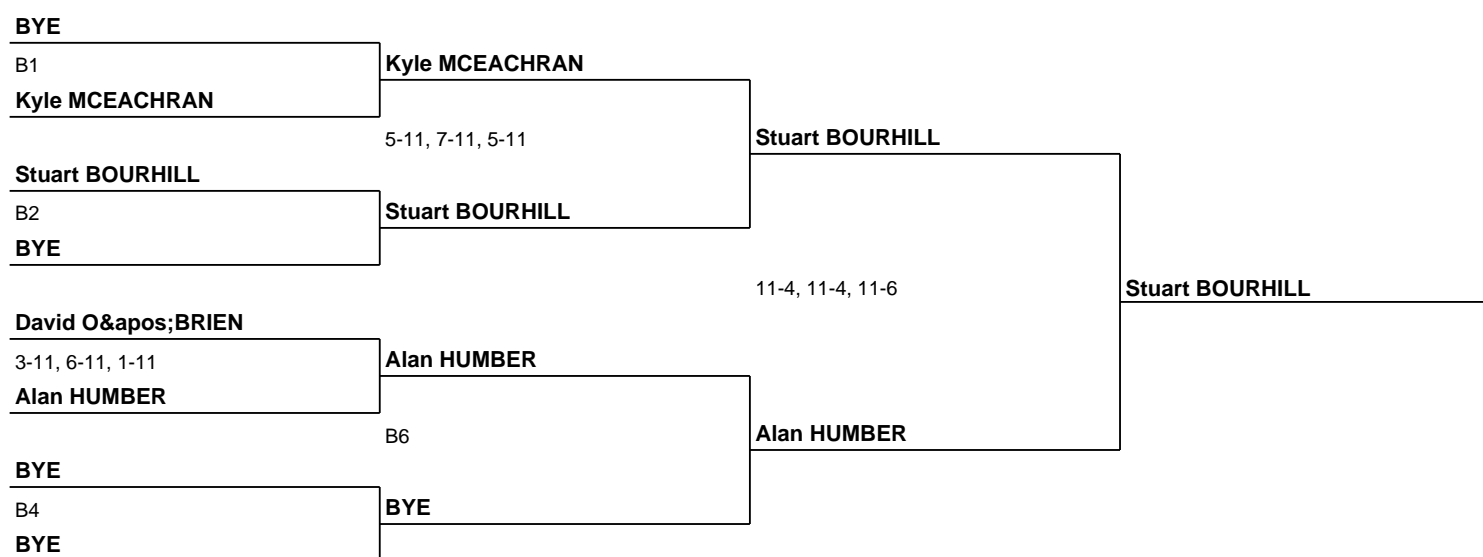 BYE
B1
Kyle MCEACHRAN
Kyle MCEACHRAN
5-11, 7-11, 5-11
Stuart BOURHILL
Stuart BOURHILL
B2
Stuart BOURHILL
BYE
11-4, 11-4, 11-6
Stuart BOURHILL
David O&apos;BRIEN
3-11, 6-11, 1-11
Alan HUMBER
Alan HUMBER
B6
Alan HUMBER
BYE
B4
BYE
BYE